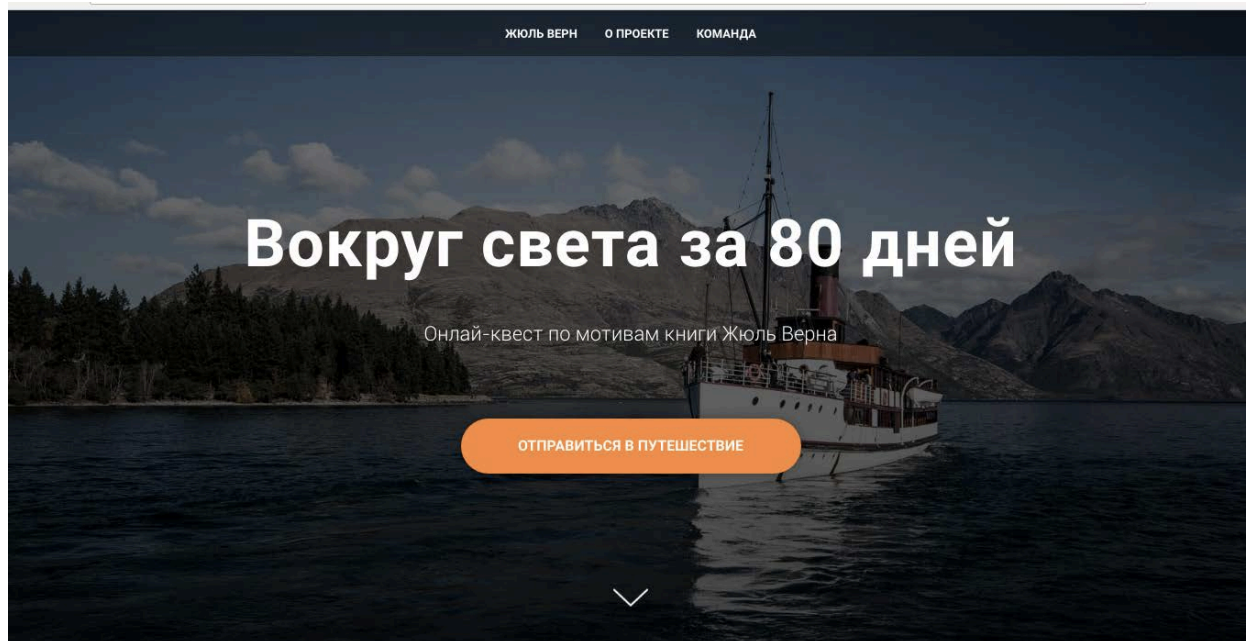 ЖЮЛЬ ВЕРН О ПРОЕКТЕ КОМАНДА
Вокруг света за 80 дней
Онлай-квест по мотивам книги Жюль Верна
ОТПРАВИТЬСЯ В ПУТЕШЕСТВИЕ